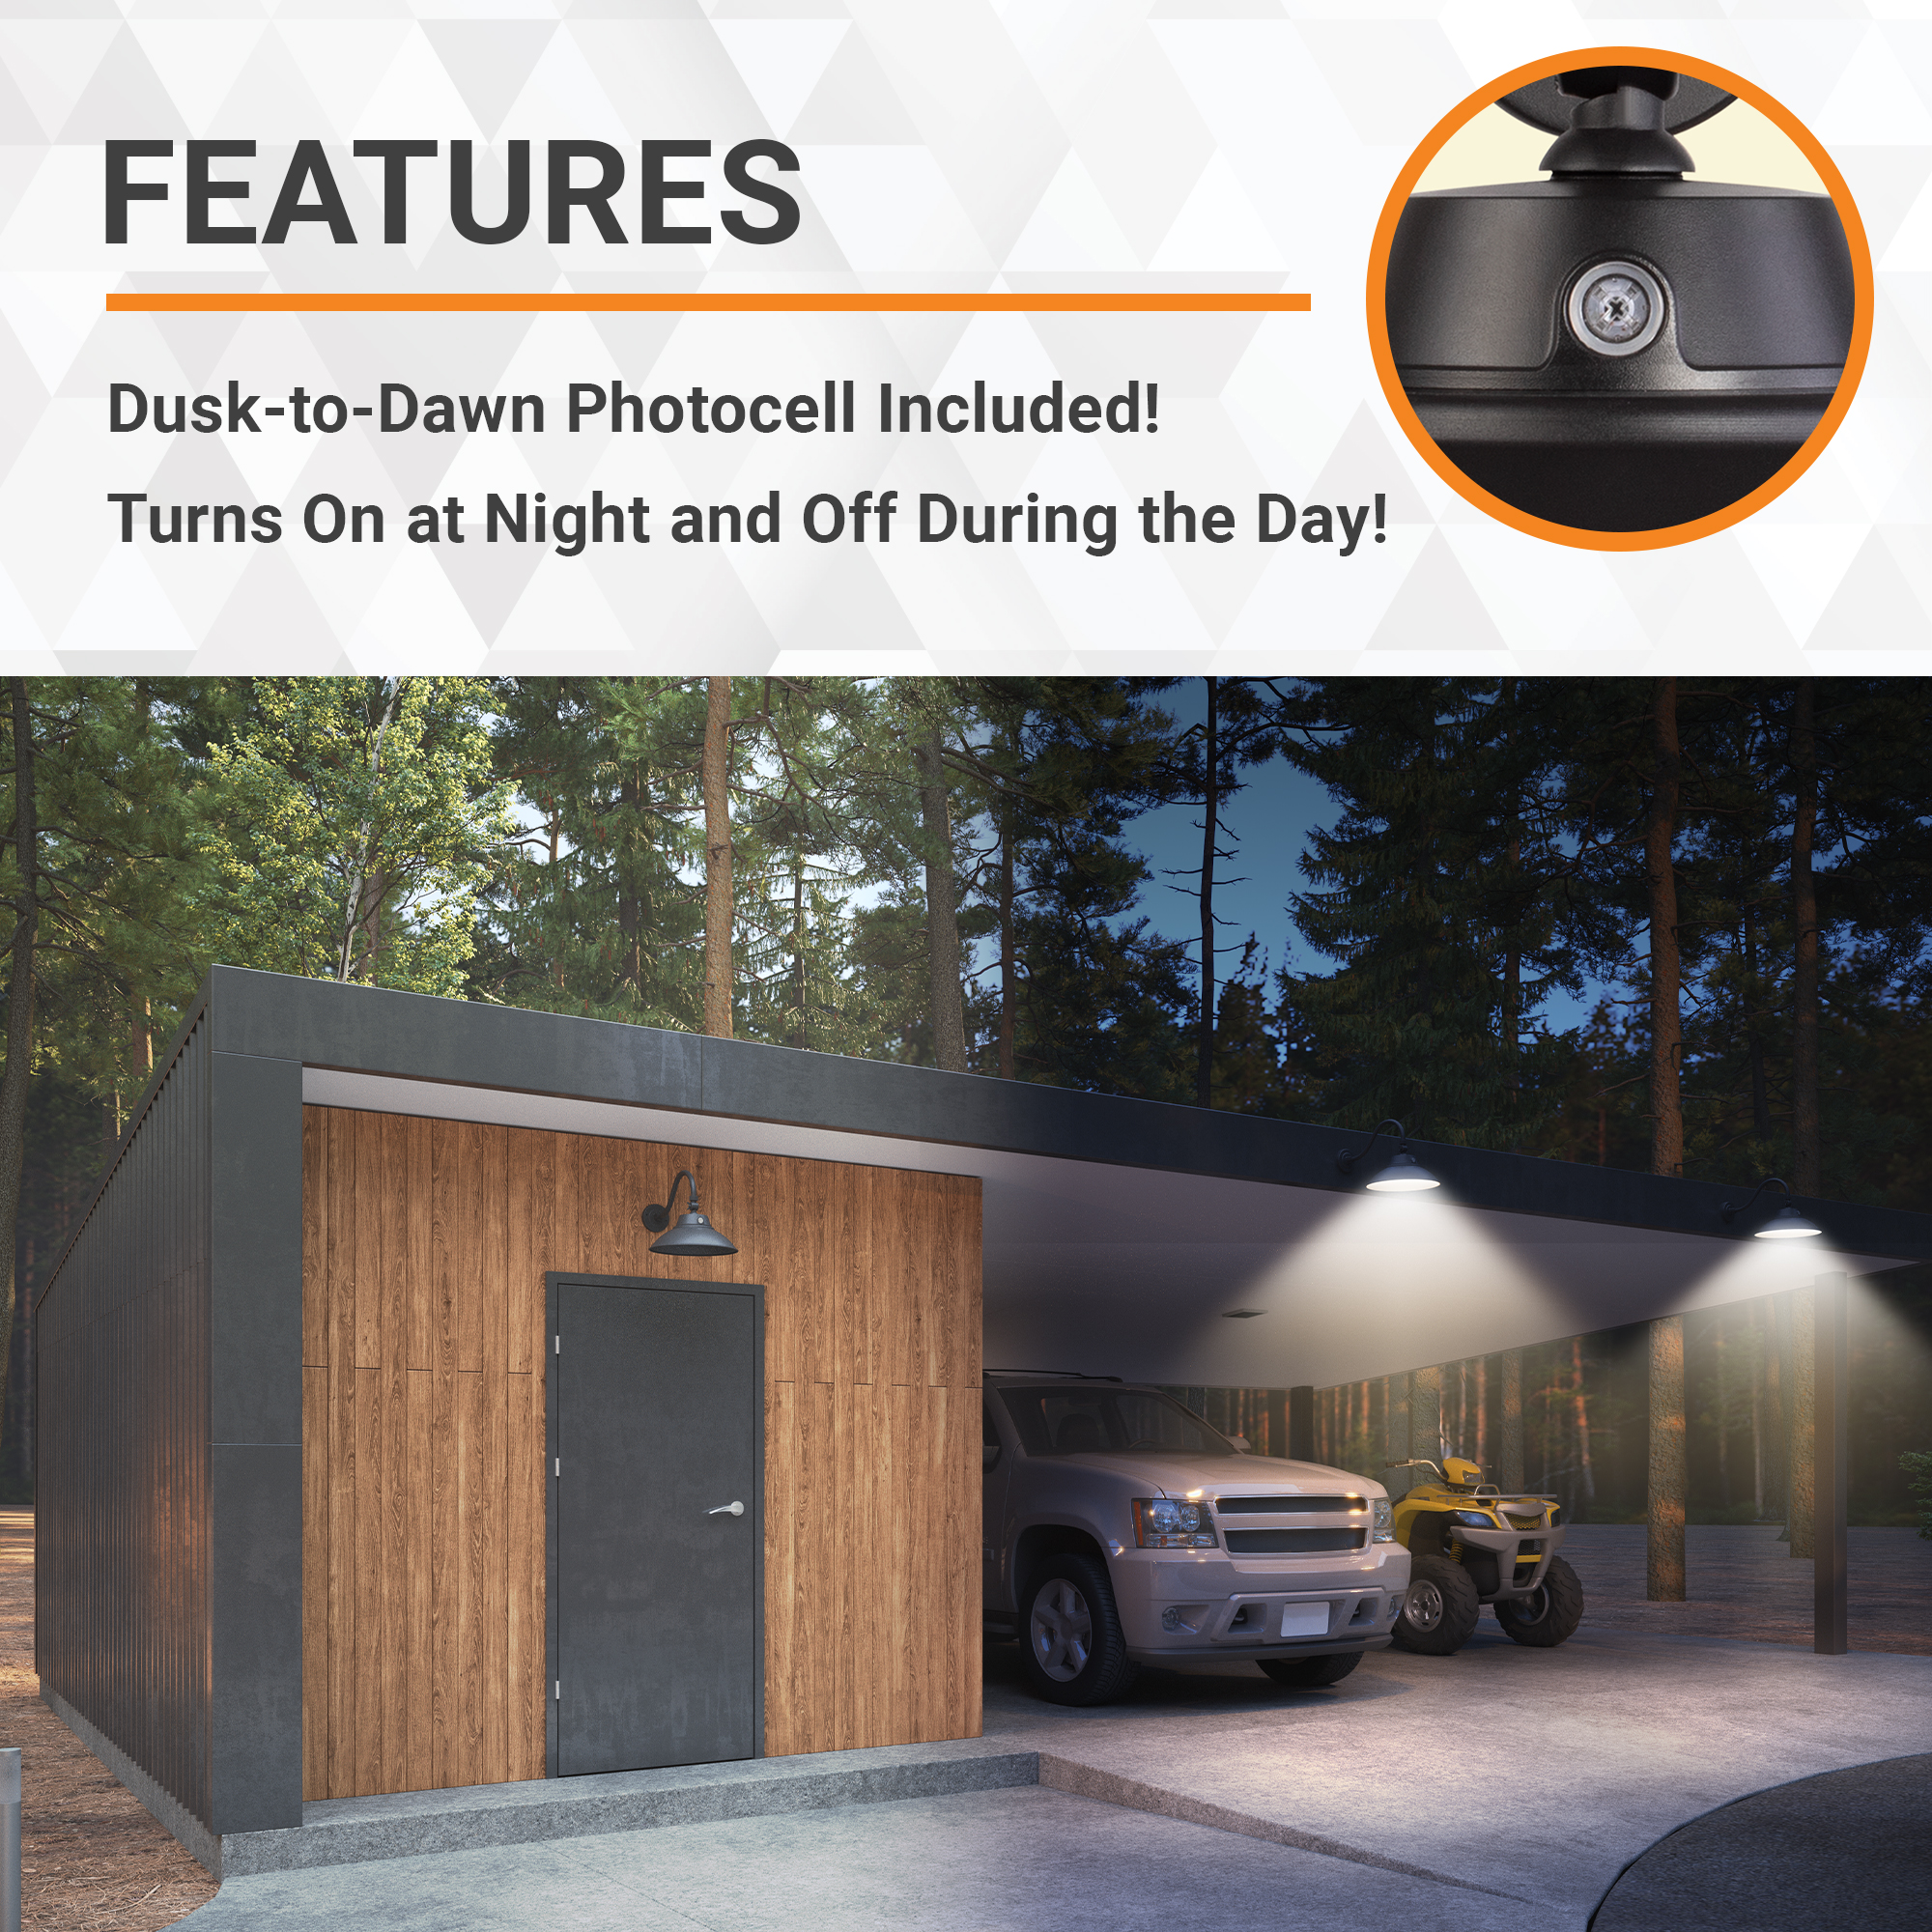 FEATURES
Dusk-to-Dawn Photocell Included!
Turns On at Night and Off During the Day!